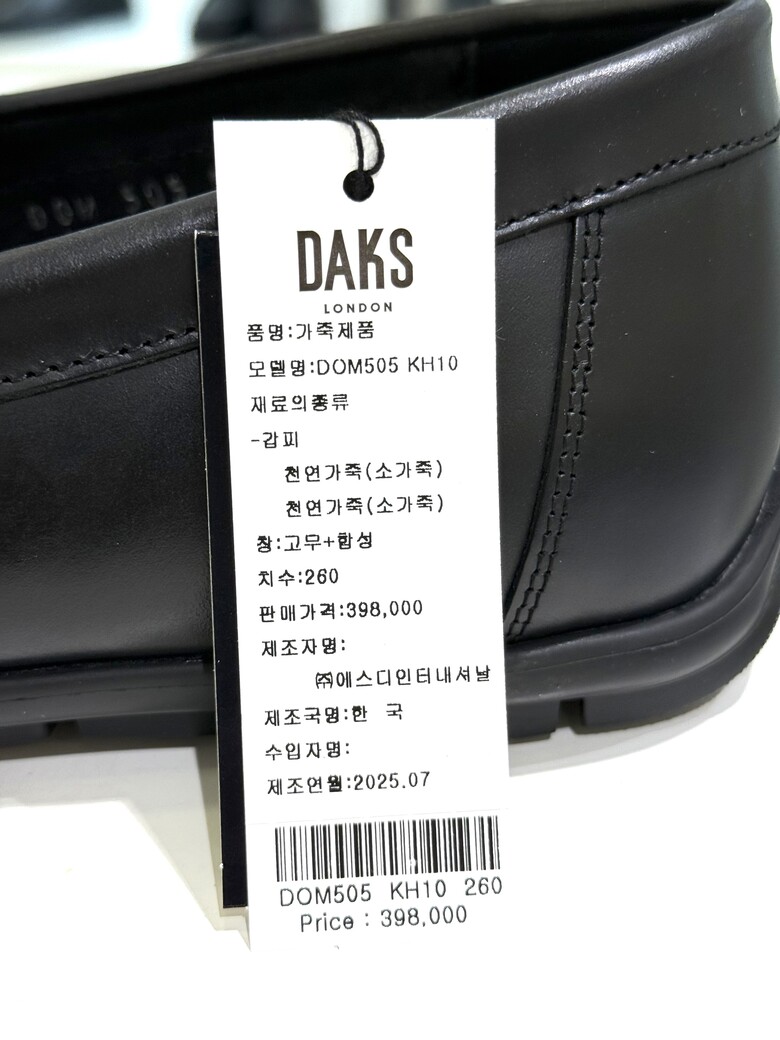 DOM 505
DAKS
LONDON
품명:가죽제품
모델명:DOM505 KH10
재료의종류
-갑피
천연가죽(소가죽)
천연가죽(소가죽)
창:고무+합성
치수:260
판매가격:398,000
제조자명:
㈜에스디인터내셔날
제조국명:한 국
수입자명:
제조연월:2025.07
DOM505 KH10 260
Price : 398,000